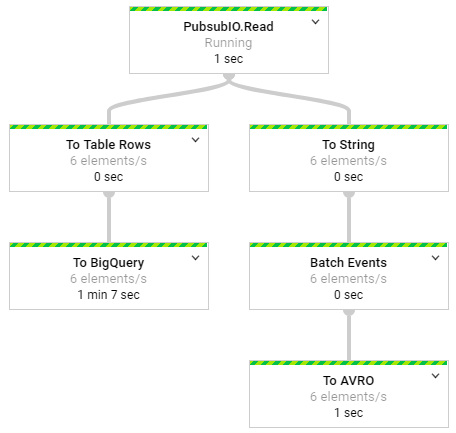 PubsubIO.Read
Running
1 sec
To Table Rows
6 elements/s
0 sec
To String
6 elements/s
0 sec
To BigQuery
6 elements/s
1 min 7 sec
Batch Events
6 elements/s
0 sec
To AVRO
6 elements/s
1 sec